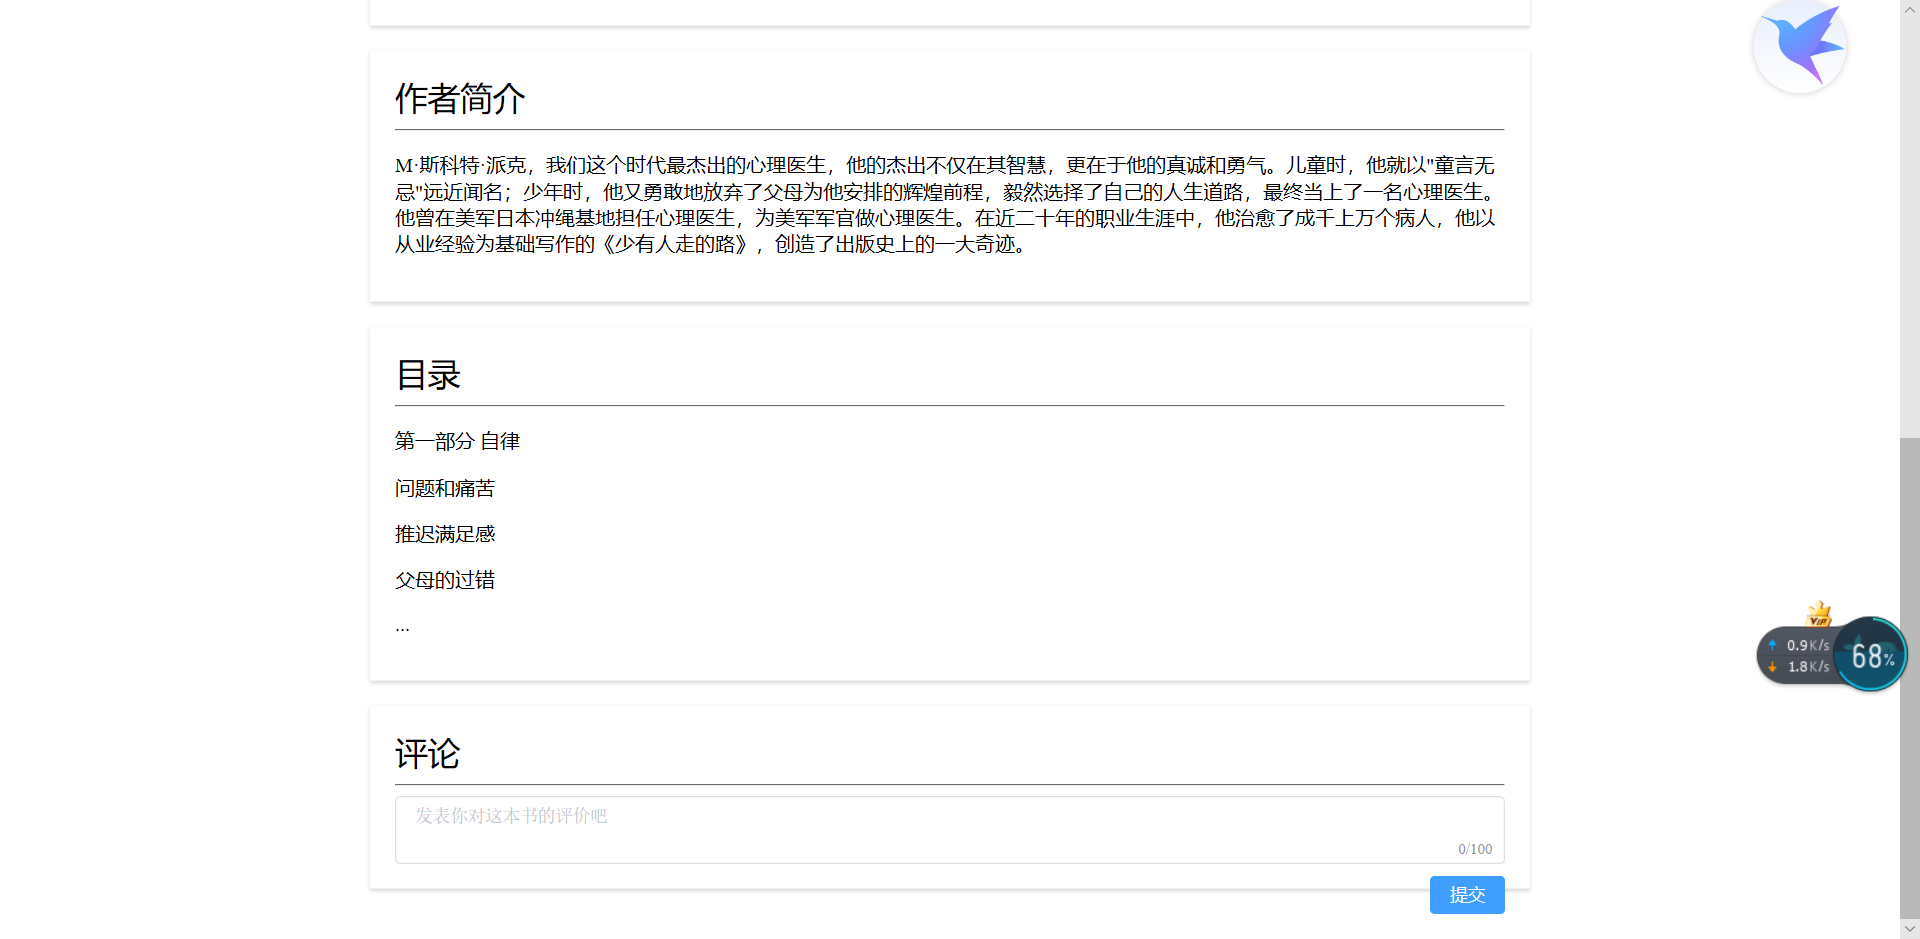 作者简介
M·斯科特·派克，我们这个时代最杰出的心理医生，他的杰出不仅在其智慧，更在于他的真诚和勇气。儿童时，他就以"童言无
忌"远近闻名；少年时，他又勇敢地放弃了父母为他安排的辉煌前程，毅然选择了自己的人生道路，最终当上了一名心理医生。
他曾在美军日本冲绳基地担任心理医生，为美军军官做心理医生。在近二十年的职业生涯中，他治愈了成千上万个病人，他以
从业经验为基础写作的《少有人走的路》，创造了出版史上的一大奇迹。
目录
第一部分 自律
问题和痛苦
推迟满足感
父母的过错
...
VIP
0.9K/s
1.8K/s
68%
评论
发表你对这本书的评价吧
0/100
提交